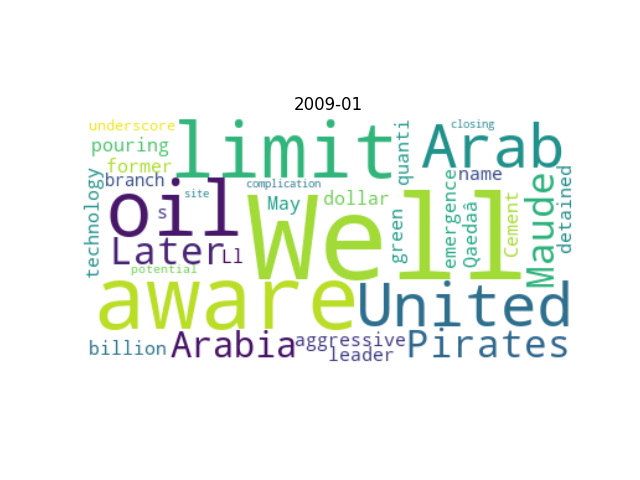 2009-01
underscore
closing
pouring
limit
quanti
Arab
former
technology
branch
complication
name
site
oil
s
May
dollar
Well
emergence
Qaedaâ
Cement
Maude
detained
green
Later
Ll
potential
aware
United
billion
Arabia
aggressive
leader
Pirates